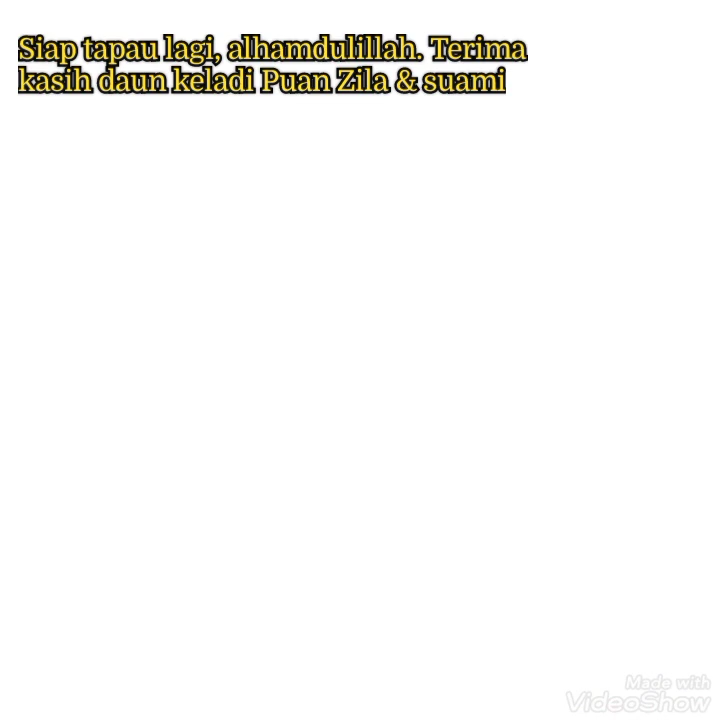 Siap tapau lagi, alhamdulillah. Terima
kasih daun keladi Puan Zila & suami
Made with
VideoShow